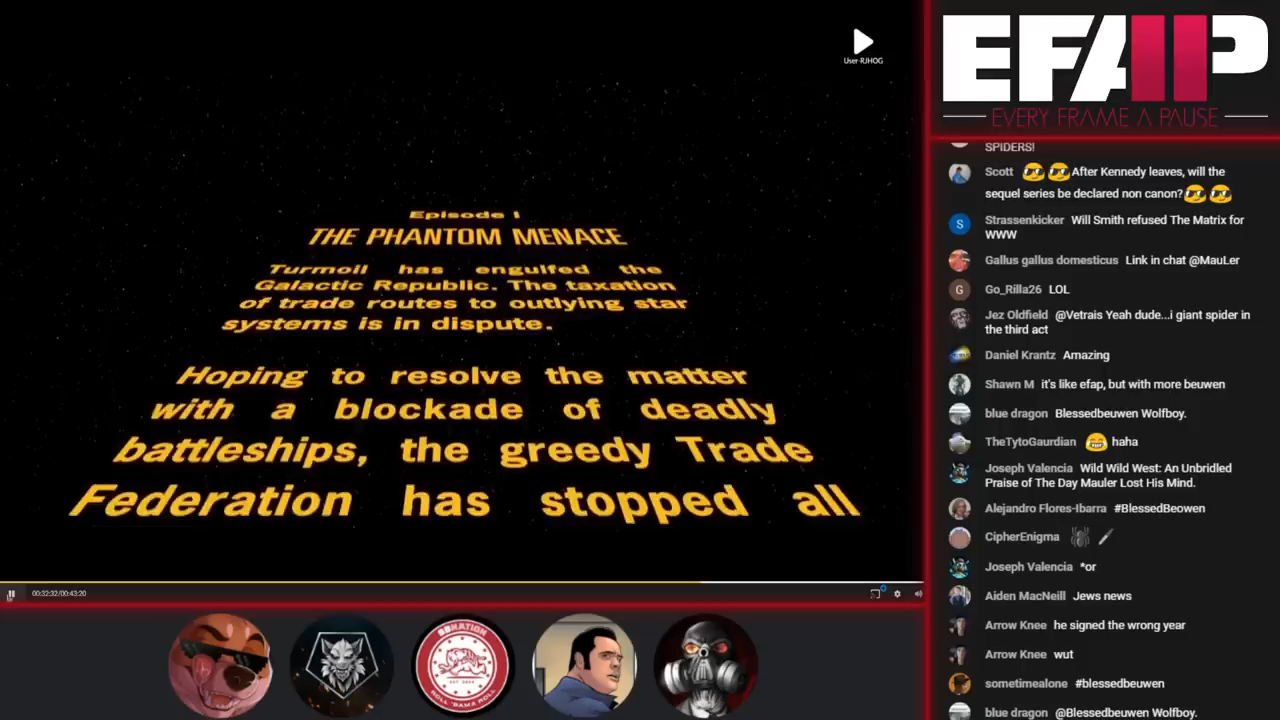 User-RJHOG
Episode I
THE PHANTOM MENACE
Turmoil has engulfed the
Galactic Republic. The taxation
of trade routes to outlying star
systems is in dispute.
Hoping to resolve the matter
with a blockade of deadly
battleships, the greedy Trade
Federation has stopped all
00:32:32/00:43:20
BBNATION
ROLL 'BAMA ROLL
EFAP
EVERY FRAME A PAUSE
SPIDERS!
Scott 😎😎After Kennedy leaves, will the
sequel series be declared non canon?😎😎
S
Strassenkicker Will Smith refused The Matrix for
WWW
Gallus gallus domesticus Link in chat @MauLer
G
Go_Rilla26 LOL
Jez Oldfield @Vetrais Yeah dude...i giant spider in
the third act
Daniel Krantz Amazing
Shawn M it's like efap, but with more beuwen
blue dragon Blessedbeuwen Wolfboy.
TheTytoGaurdian 😂 haha
Joseph Valencia Wild Wild West: An Unbridled
Praise of The Day Mauler Lost His Mind.
Alejandro Flores-Ibarra #BlessedBeowen
CipherEnigma 🕷 🔪
Joseph Valencia *or
Aiden MacNeill Jews news
Arrow Knee he signed the wrong year
Arrow Knee wut
sometimealone #blessedbeuwen
blue dragon @Blessedbeuwen Wolfboy.